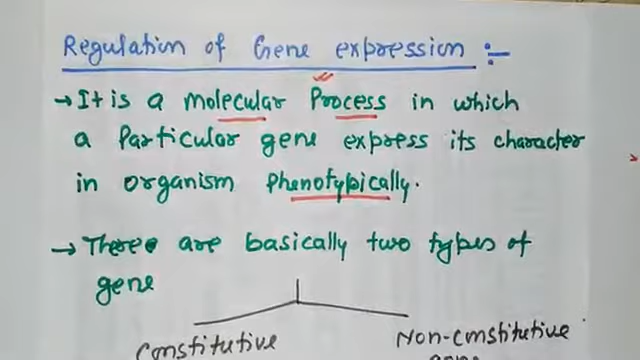 Regulation of Gene expression :-
→ It is a molecular Process in which
a Particular gene express its character
in organism Phenotypically.
→ There are basically two types of
gene
Constitutive
Non-constitutive